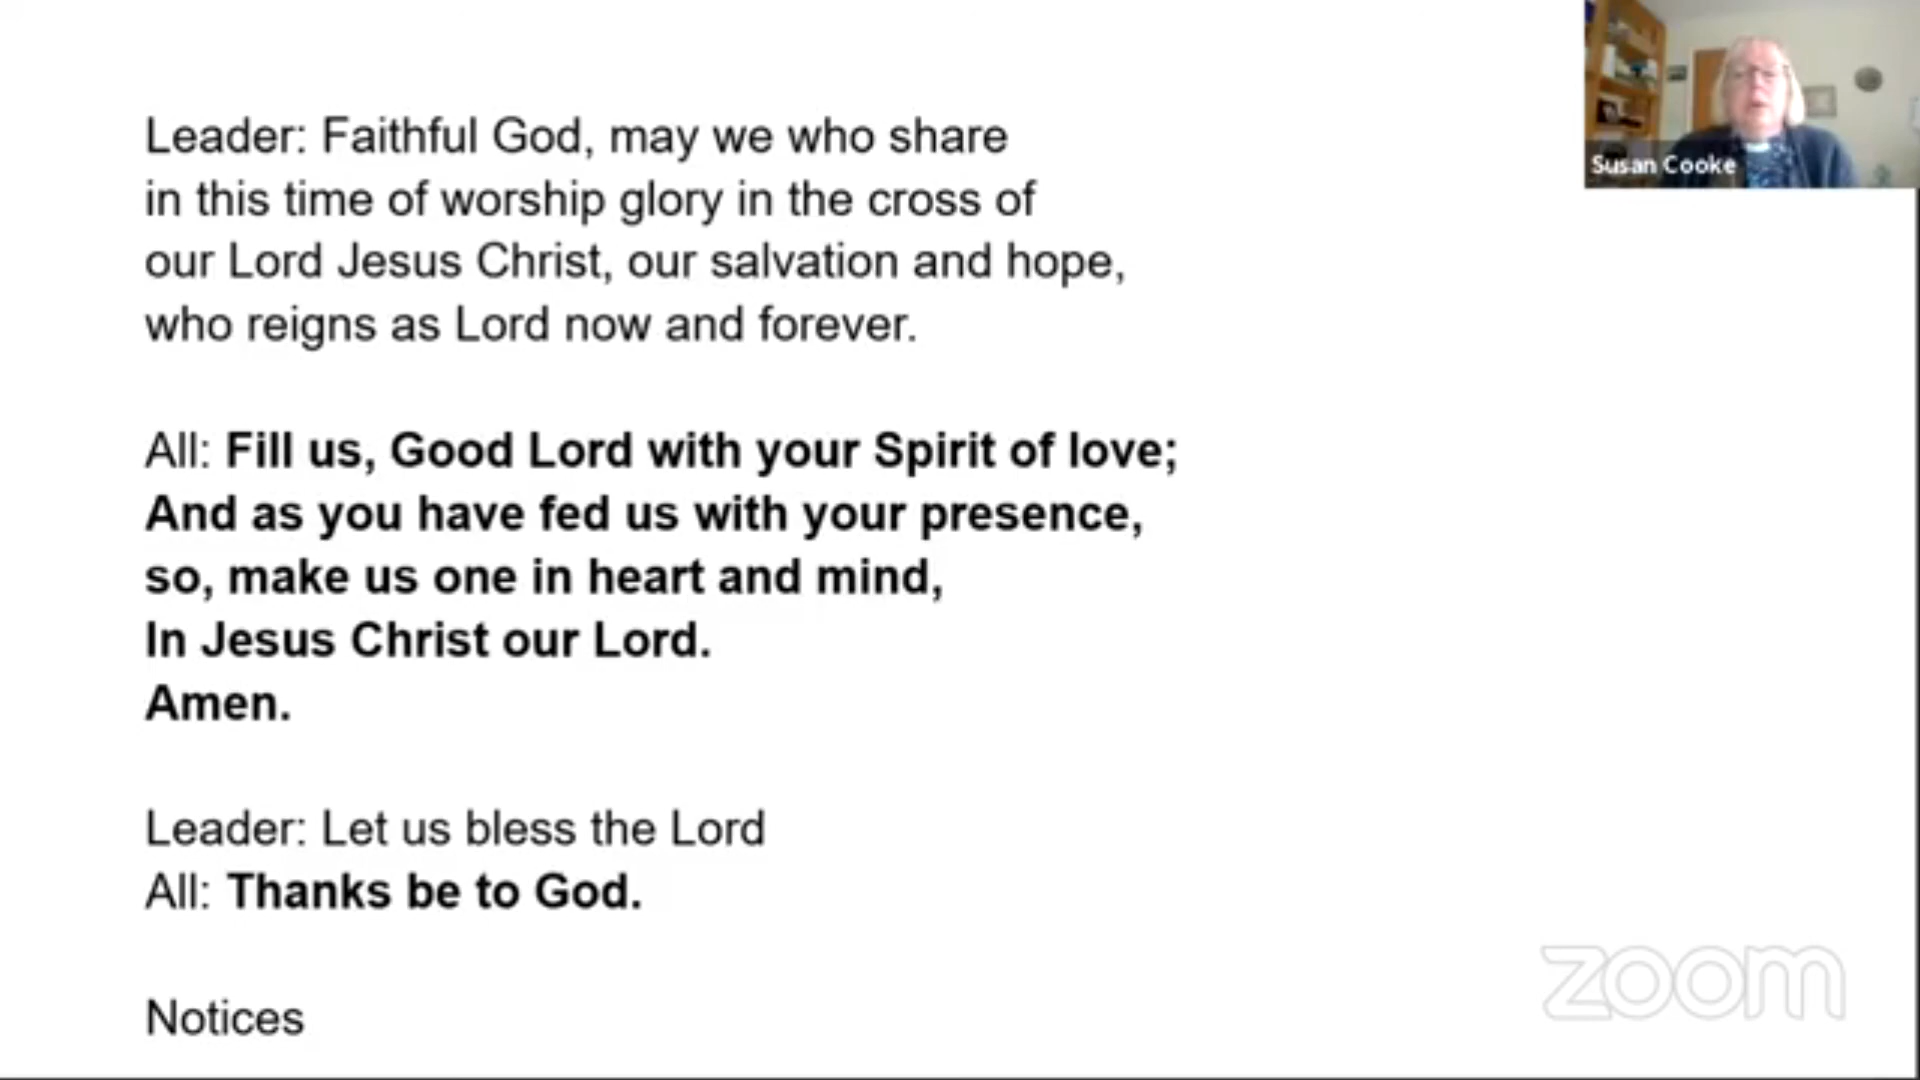 Leader: Faithful God, may we who share
in this time of worship glory in the cross of
our Lord Jesus Christ, our salvation and hope,
who reigns as Lord now and forever.
All: Fill us, Good Lord with your Spirit of love;
And as you have fed us with your presence,
so, make us one in heart and mind,
In Jesus Christ our Lord.
Amen.
Leader: Let us bless the Lord
All: Thanks be to God.
Notices
Susan Cooke
zoom